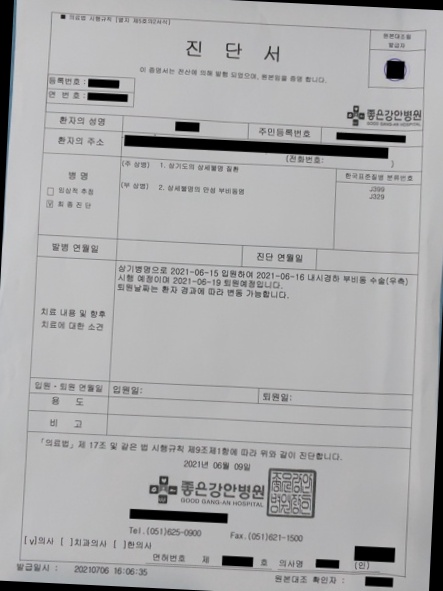 ■ 의료법 시행규칙 [별지 제5호의2서식]
원본대조필
발급자
진 단 서
이 증명서는 전산에 의해 발행 되었으며, 원본임을 증명 합니다.
등록번호 :
연 번호 :
좋은강안병원
GOOD GANG-AN HOSPITAL
환자의 성명
주민등록번호
환자의 주소
(전화번호: )
병 명
☐ 임상적 추정
☑ 최 종 진 단
(주 상병) 1. 상기도의 상세불명 질환
(부 상병) 2. 상세불명의 만성 부비동염
한국표준질병 분류번호
J399
J329
발병 연월일
진단 연월일
치료 내용 및 향후
치료에 대한 소견
상기병명으로 2021-06-15 입원하여 2021-06-16 내시경하 부비동 수술(우측)
시행 예정이며 2021-06-19 퇴원예정입니다.
퇴원날짜는 환자 경과에 따라 변동 가능합니다.
입원 - 퇴원 연월일
입원일:
퇴원일:
용 도
비 고
「의료법」제 17조 및 같은 법 시행규칙 제9조제1항에 따라 위와 같이 진단합니다.
2021년 06월 09일
좋은강안병원
GOOD GANG-AN HOSPITAL
Tel.(051)625-0900
Fax.(051)621-1500
[√]의사 [ ]치과의사 [ ]한의사
면허번호 제 호 의사명 (인)
발급일시 : 20210706 16:06:35
원본대조 확인자 :